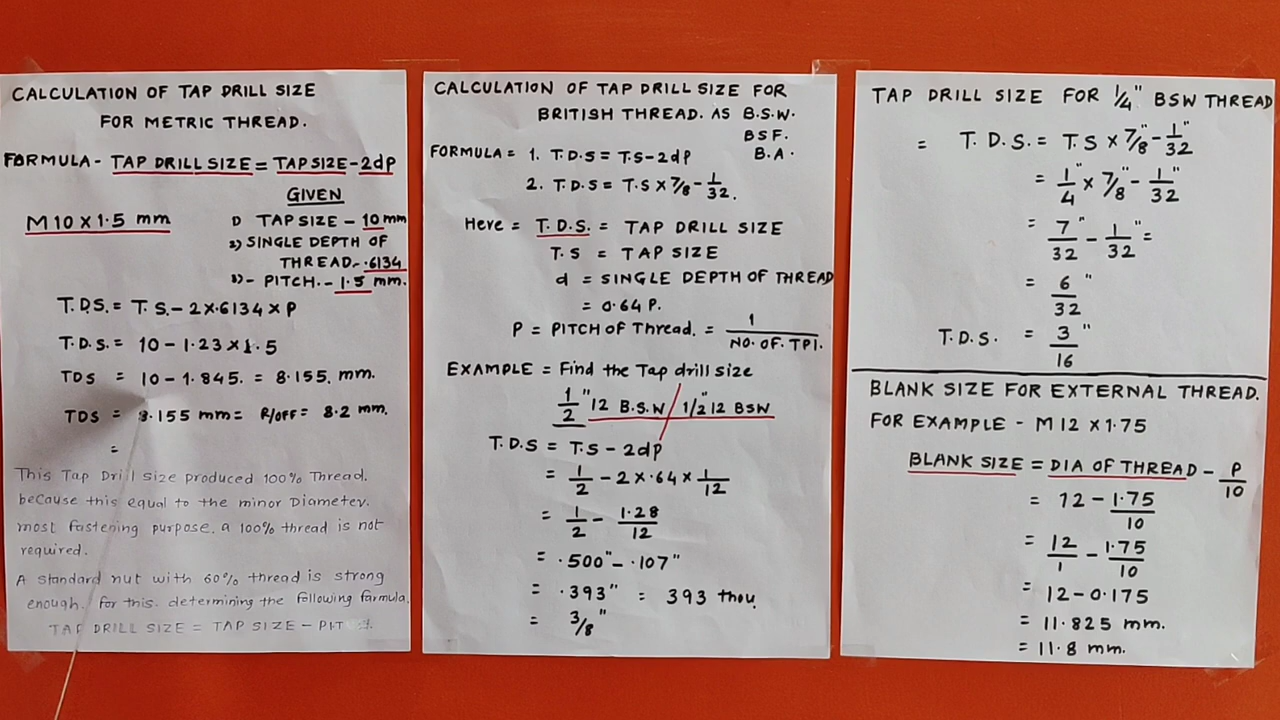 CALCULATION OF TAP DRILL SIZE
FOR METRIC THREAD.
FORMULA - TAP DRILL SIZE = TAP SIZE - 2dP
GIVEN
M 10 X 1.5 mm
1) TAP SIZE - 10 mm
2) SINGLE DEPTH OF
THREAD - .6134
3) - PITCH. - 1.5 mm.
T.D.S. = T.S. - 2 X .6134 X P
T.D.S. = 10 - 1.23 X 1.5
TDS = 10 - 1.845. = 8.155. mm.
TDS = 8.155 mm = R/OFF = 8.2 mm.
=
This Tap Drill size produced 100% Thread.
because this equal to the minor Diameter.
most fastening purpose. a 100% thread is not
required.
A standard nut with 60% thread is strong
enough. for this. determining the following farmula.
TAP DRILL SIZE = TAP SIZE -
CALCULATION OF TAP DRILL SIZE FOR
BRITISH THREAD. AS B.S.W.
BSF.
B.A.
FORMULA = 1. T.D.S = T.S - 2dP
2. T.D.S = T.S X 7/8 - 1/32.
Here = T.D.S. = TAP DRILL SIZE
T.S = TAP SIZE
d = SINGLE DEPTH OF THREAD
= 0.64 P.
P = PITCH OF Thread. = 1/NO. OF. TPI.
EXAMPLE = Find the Tap drill size
1/2" 12 B.S.W / 1/2" 12 BSW
T.D.S = T.S - 2dP
= 1/2 - 2 X .64 X 1/12
= 1/2 - 1.28/12
= .500" - .107"
= .393" = 393 thou.
= 3/8"
TAP DRILL SIZE FOR 1/4" BSW THREAD
= T.D.S. = T.S X 7/8" - 1/32"
= 1/4" X 7/8" - 1/32"
= 7"/32 - 1"/32 =
= 6"/32
T.D.S. = 3"/16
BLANK SIZE FOR EXTERNAL THREAD.
FOR EXAMPLE - M 12 X 1.75
BLANK SIZE = DIA OF THREAD - P/10
= 12 - 1.75/10
= 12/1 - 1.75/10
= 12 - 0.175
= 11.825 mm.
= 11.8 mm.